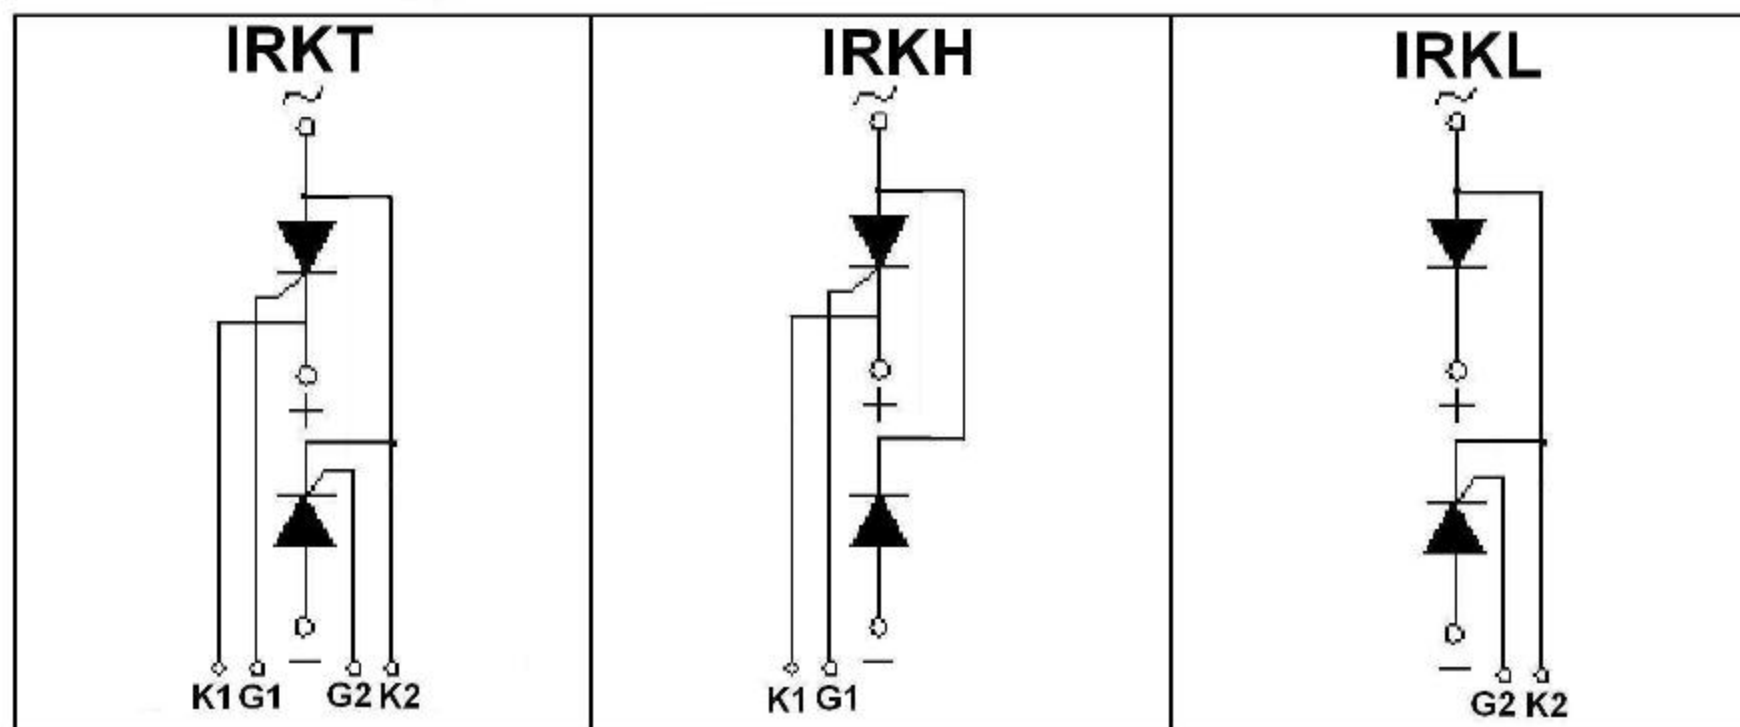 IRKT
~
+
−
K1 G1 G2 K2
IRKH
~
+
−
K1 G1
IRKL
~
+
−
G2 K2